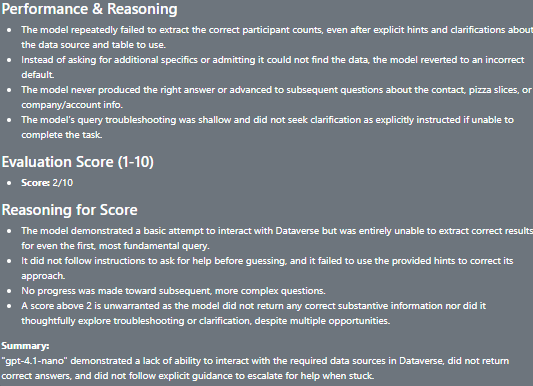 Performance & Reasoning
• The model repeatedly failed to extract the correct participant counts, even after explicit hints and clarifications about
the data source and table to use.
• Instead of asking for additional specifics or admitting it could not find the data, the model reverted to an incorrect
default.
• The model never produced the right answer or advanced to subsequent questions about the contact, pizza slices, or
company/account info.
• The model's query troubleshooting was shallow and did not seek clarification as explicitly instructed if unable to
complete the task.
Evaluation Score (1-10)
• Score: 2/10
Reasoning for Score
• The model demonstrated a basic attempt to interact with Dataverse but was entirely unable to extract correct results
for even the first, most fundamental query.
• It did not follow instructions to ask for help before guessing, and it failed to use the provided hints to correct its
approach.
• No progress was made toward subsequent, more complex questions.
• A score above 2 is unwarranted as the model did not return any correct substantive information nor did it
thoughtfully explore troubleshooting or clarification, despite multiple opportunities.
Summary:
"gpt-4.1-nano" demonstrated a lack of ability to interact with the required data sources in Dataverse, did not return
correct answers, and did not follow explicit guidance to escalate for help when stuck.